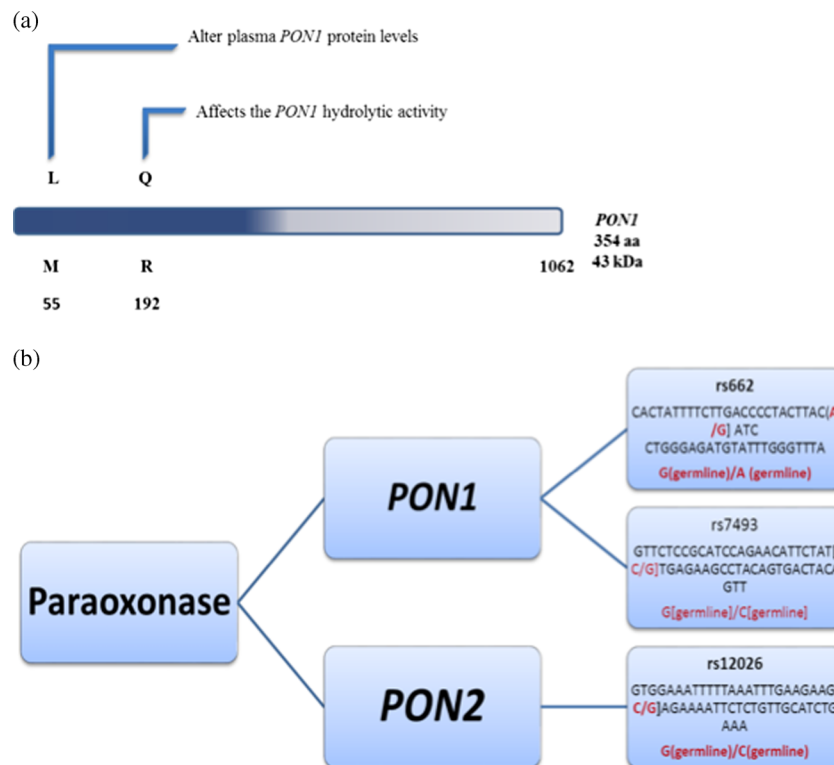 (a)
Alter plasma PON1 protein levels
Affects the PON1 hydrolytic activity
L Q
PON1
354 aa
43 kDa
M R 1062
55 192
(b)
rs662
CACTATTTTCTTGACCCCTACTTAC(A
/G] ATC
CTGGGAGATGTATTTGGGTTTA
G(germline)/A (germline)
PON1
rs7493
GTTCTCCGCATCCAGAACATTCTAT[
C/G]TGAGAAGCCTACAGTGACTACA
GTT
G[germline]/C[germline]
Paraoxonase
PON2
rs12026
GTGGAAATTTTTAAATTTGAAGAAG
C/G]AGAAAATTCTCTGTTGCATCTG
AAA
G(germline)/C(germline)